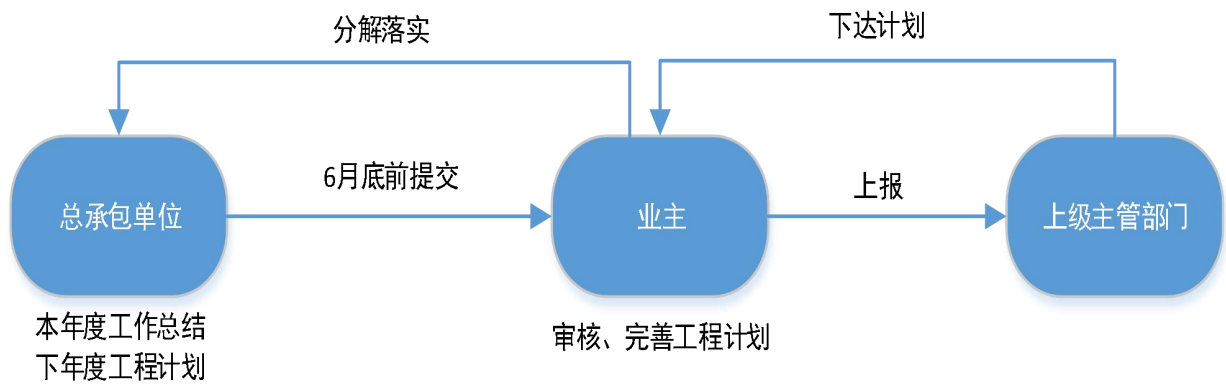 分解落实
下达计划
6月底前提交
上报
总承包单位
业主
上级主管部门
本年度工作总结
下年度工程计划
审核、完善工程计划